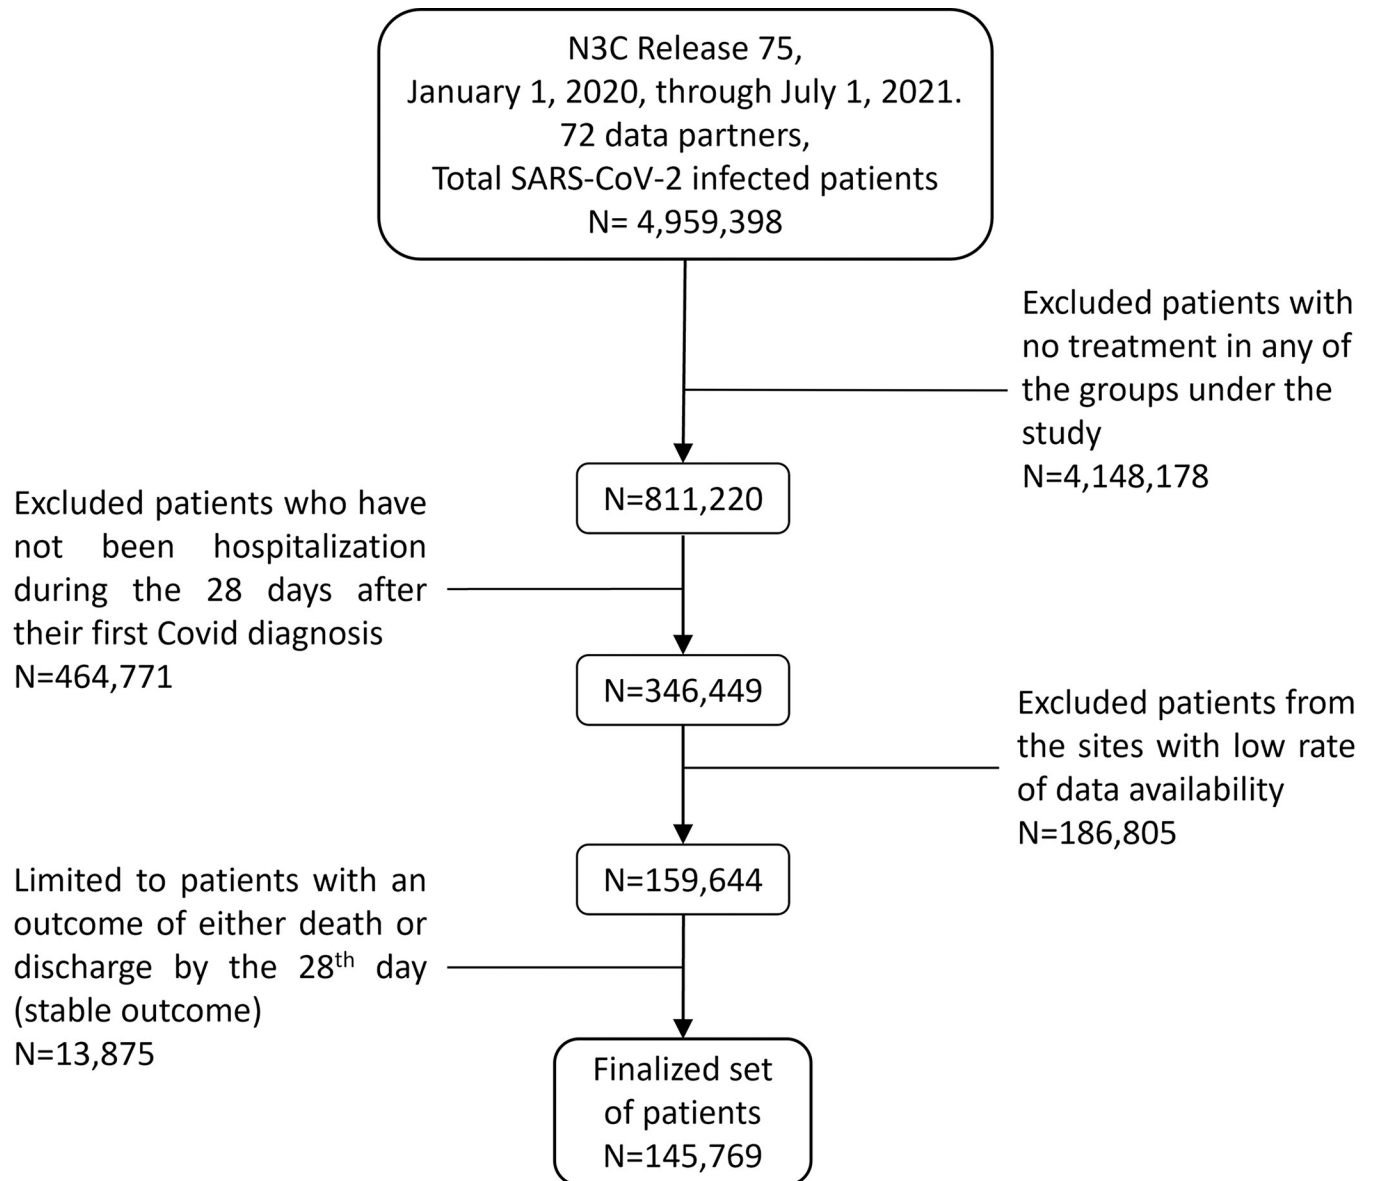 N3C Release 75,
January 1, 2020, through July 1, 2021.
72 data partners,
Total SARS-CoV-2 infected patients
N= 4,959,398
Excluded patients with
no treatment in any of
the groups under the
study
N=4,148,178
N=811,220
Excluded patients who have
not been hospitalization
during the 28 days after
their first Covid diagnosis
N=464,771
N=346,449
Excluded patients from
the sites with low rate
of data availability
N=186,805
N=159,644
Limited to patients with an
outcome of either death or
discharge by the 28th day
(stable outcome)
N=13,875
Finalized set
of patients
N=145,769